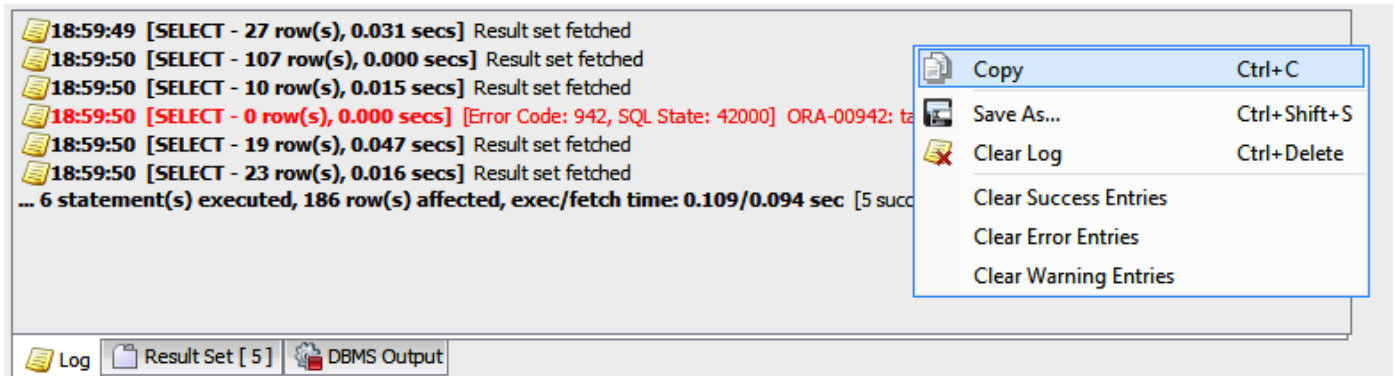 18:59:49 [SELECT - 27 row(s), 0.031 secs] Result set fetched
18:59:50 [SELECT - 107 row(s), 0.000 secs] Result set fetched
18:59:50 [SELECT - 10 row(s), 0.015 secs] Result set fetched
18:59:50 [SELECT - 0 row(s), 0.000 secs] [Error Code: 942, SQL State: 42000] ORA-00942:
18:59:50 [SELECT - 19 row(s), 0.047 secs] Result set fetched
18:59:50 [SELECT - 23 row(s), 0.016 secs] Result set fetched
... 6 statement(s) executed, 186 row(s) affected, exec/fetch time: 0.109/0.094 sec [5
Copy Ctrl+C
Save As... Ctrl+Shift+S
Clear Log Ctrl+Delete
Clear Success Entries
Clear Error Entries
Clear Warning Entries
Log Result Set [ 5 ] DBMS Output